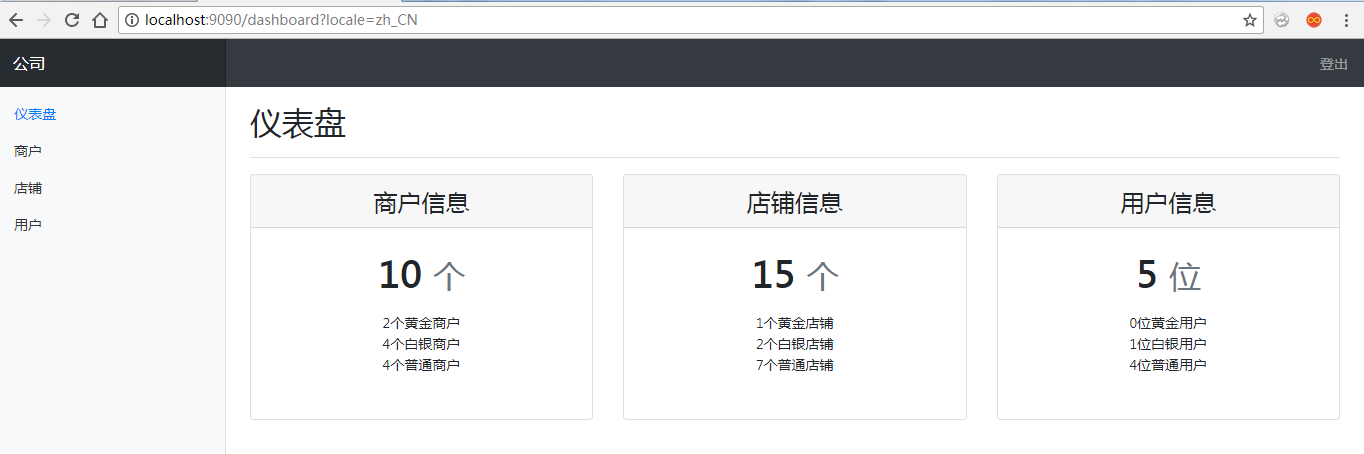 localhost:9090/dashboard?locale=zh_CN
公司
登出
仪表盘
商户
店铺
用户
仪表盘
商户信息
10 个
2个黄金商户
4个白银商户
4个普通商户
店铺信息
15 个
1个黄金店铺
2个白银店铺
7个普通店铺
用户信息
5 位
0位黄金用户
1位白银用户
4位普通用户